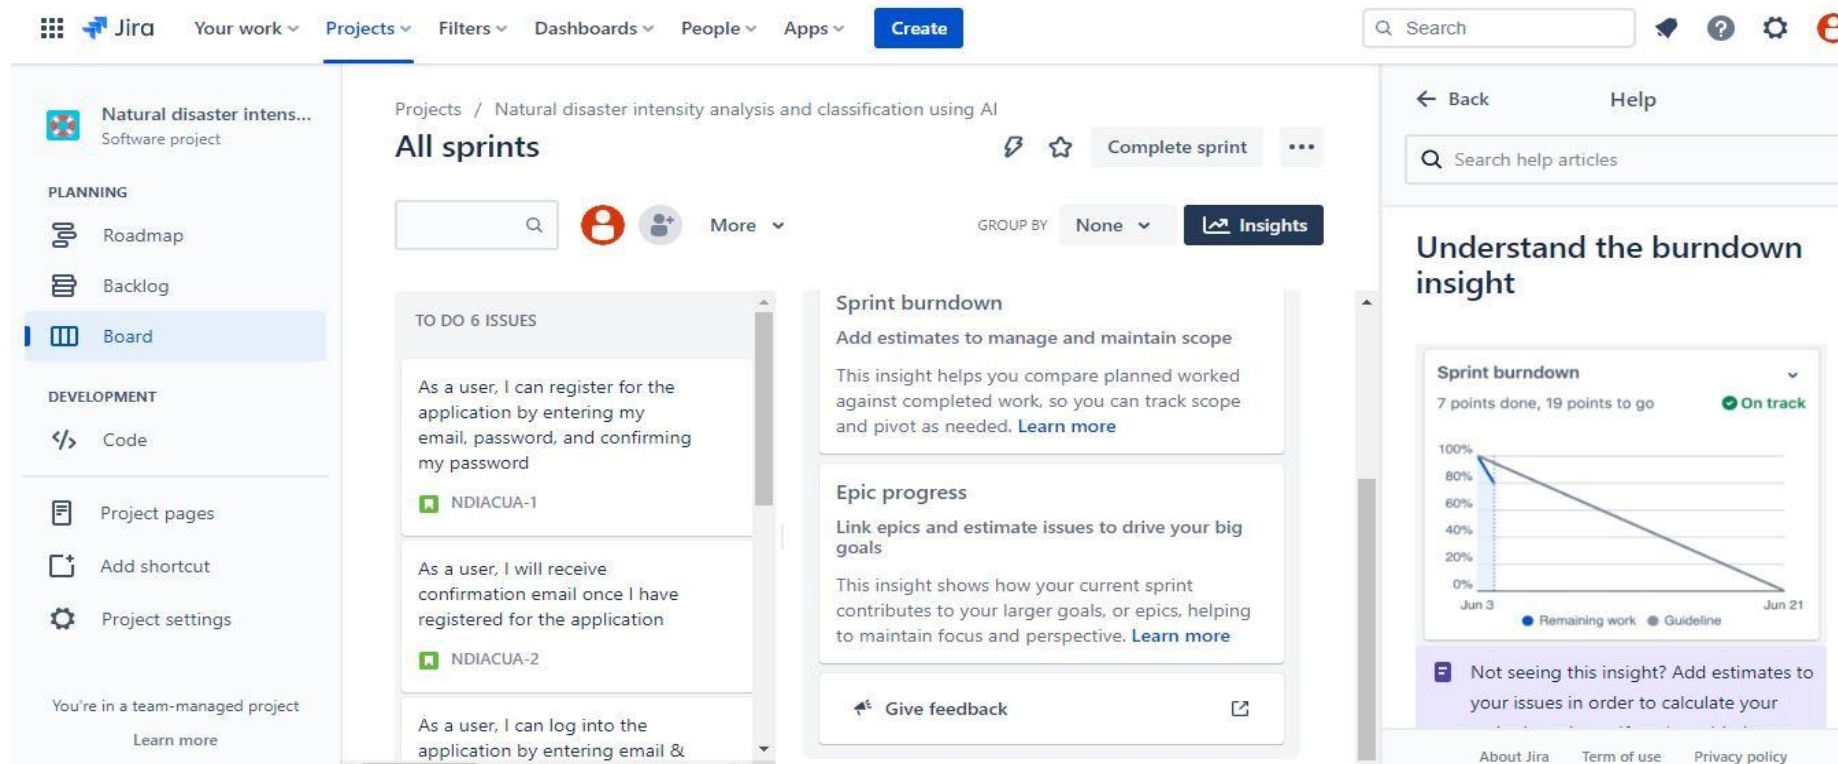 Jira
Your work
Projects
Filters
Dashboards
People
Apps
Create
Search
Natural disaster intens...
Software project
PLANNING
Roadmap
Backlog
Board
DEVELOPMENT
Code
Project pages
Add shortcut
Project settings
You're in a team-managed project
Learn more
Projects / Natural disaster intensity analysis and classification using AI
All sprints
Complete sprint
More
GROUP BY
None
Insights
TO DO 6 ISSUES
As a user, I can register for the
application by entering my
email, password, and confirming
my password
NDIACUA-1
As a user, I will receive
confirmation email once I have
registered for the application
NDIACUA-2
As a user, I can log into the
application by entering email &
Sprint burndown
Add estimates to manage and maintain scope
This insight helps you compare planned worked
against completed work, so you can track scope
and pivot as needed. Learn more
Epic progress
Link epics and estimate issues to drive your big
goals
This insight shows how your current sprint
contributes to your larger goals, or epics, helping
to maintain focus and perspective. Learn more
Give feedback
Back
Help
Search help articles
Understand the burndown
insight
Sprint burndown
7 points done, 19 points to go
On track
100%
80%
60%
40%
20%
0%
Jun 3
Jun 21
Remaining work
Guideline
Not seeing this insight? Add estimates to
your issues in order to calculate your
About Jira
Term of use
Privacy policy